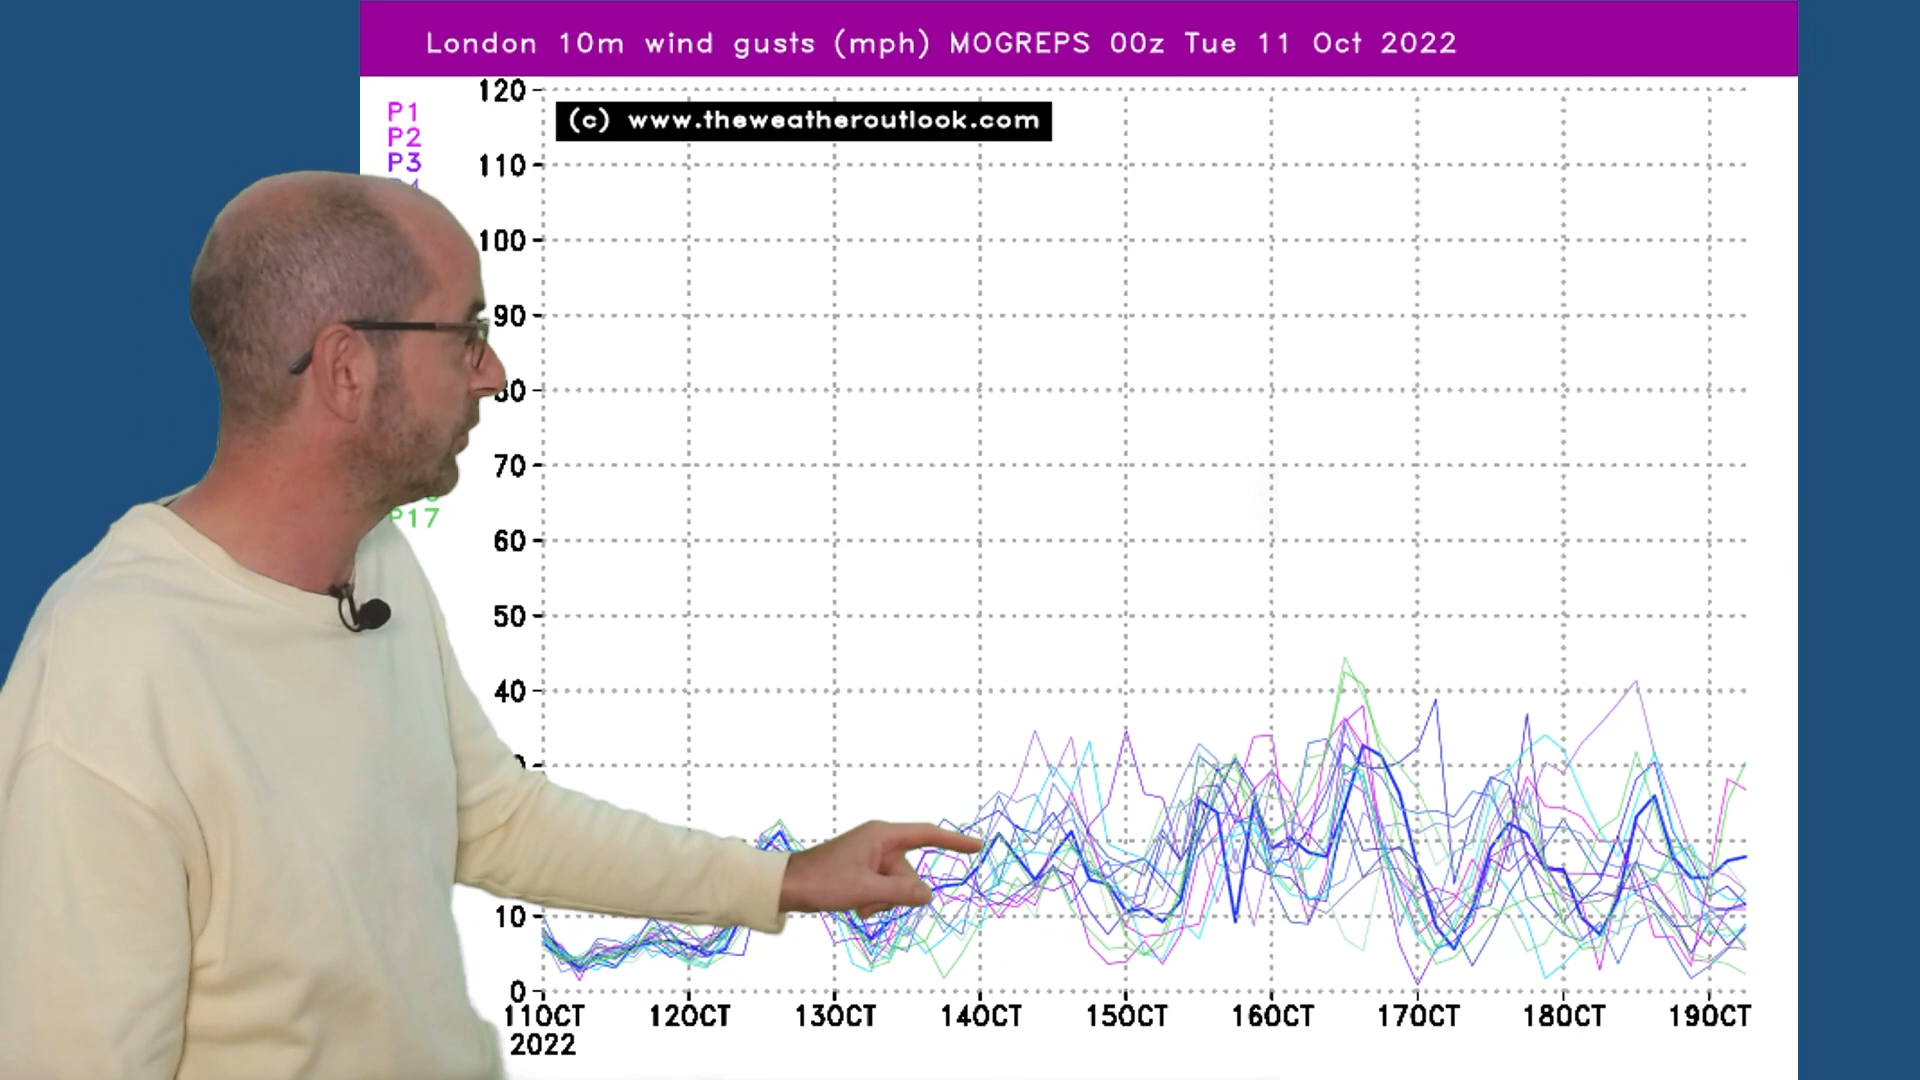 London 10m wind gusts (mph) MOGREPS 00z Tue 11 Oct 2022
(c) www.theweatheroutlook.com
P1
P2
P3
P17
120
110
100
90
80
70
60
50
40
10
0
11OCT
2022
12OCT
13OCT
14OCT
15OCT
16OCT
17OCT
18OCT
19OCT